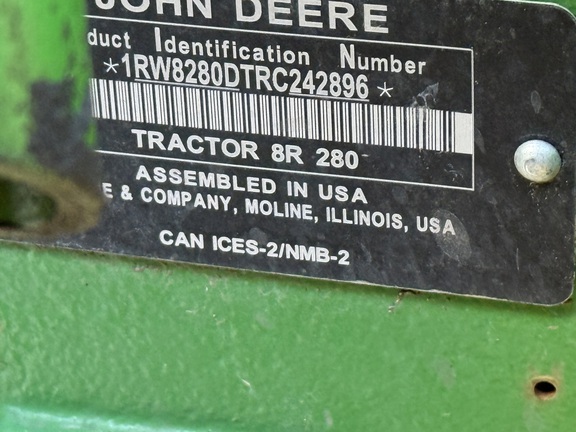 JOHN DEERE
duct Identification Number
*1RW8280DTRC242896*
TRACTOR 8R 280
ASSEMBLED IN USA
E & COMPANY, MOLINE, ILLINOIS, USA
CAN ICES-2/NMB-2